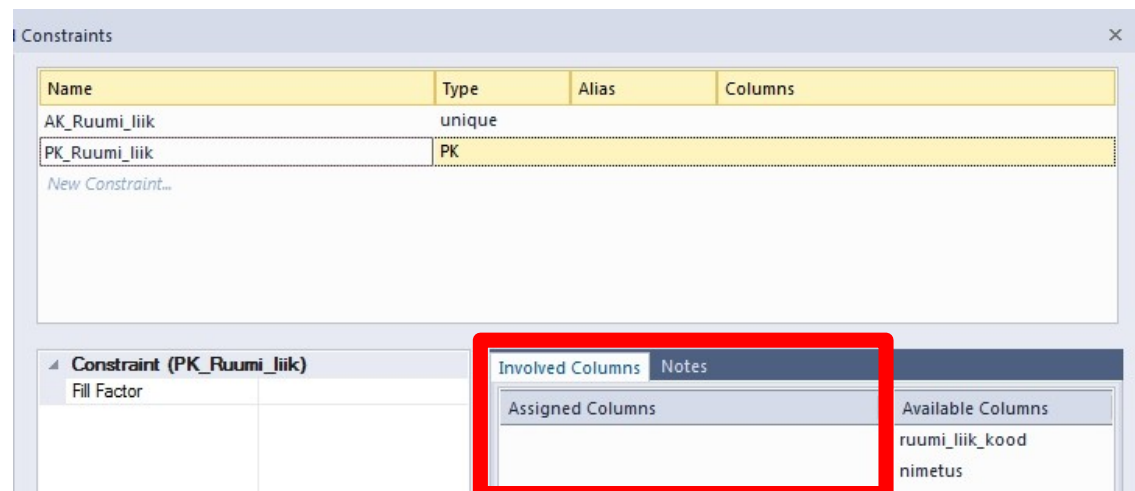 l Constraints
Name Type Alias Columns
AK_Ruumi_liik unique
PK_Ruumi_liik PK
New Constraint...
Constraint (PK_Ruumi_liik)
Fill Factor
Involved Columns Notes
Assigned Columns Available Columns
ruumi_liik_kood
nimetus